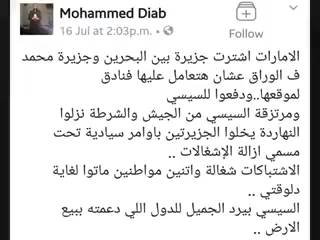 Mohammed Diab
16 Jul at 2:03p.m.
Follow
الامارات اشترت جزيرة بين البحرين وجزيرة محمد
ف الوراق عشان هتعامل عليها فنادق
لموقعها..ودفعوا للسيسي
ومرتزقة السيسي من الجيش والشرطة نزلوا
النهاردة يخلوا الجزيرتين باوامر سيادية تحت
مسمي ازالة الإشغالات ..
الاشتباكات شغالة واتنين مواطنين ماتوا لغاية
دلوقتي ..
السيسي بيرد الجميل للدول اللي دعمته ببيع
الارض ..